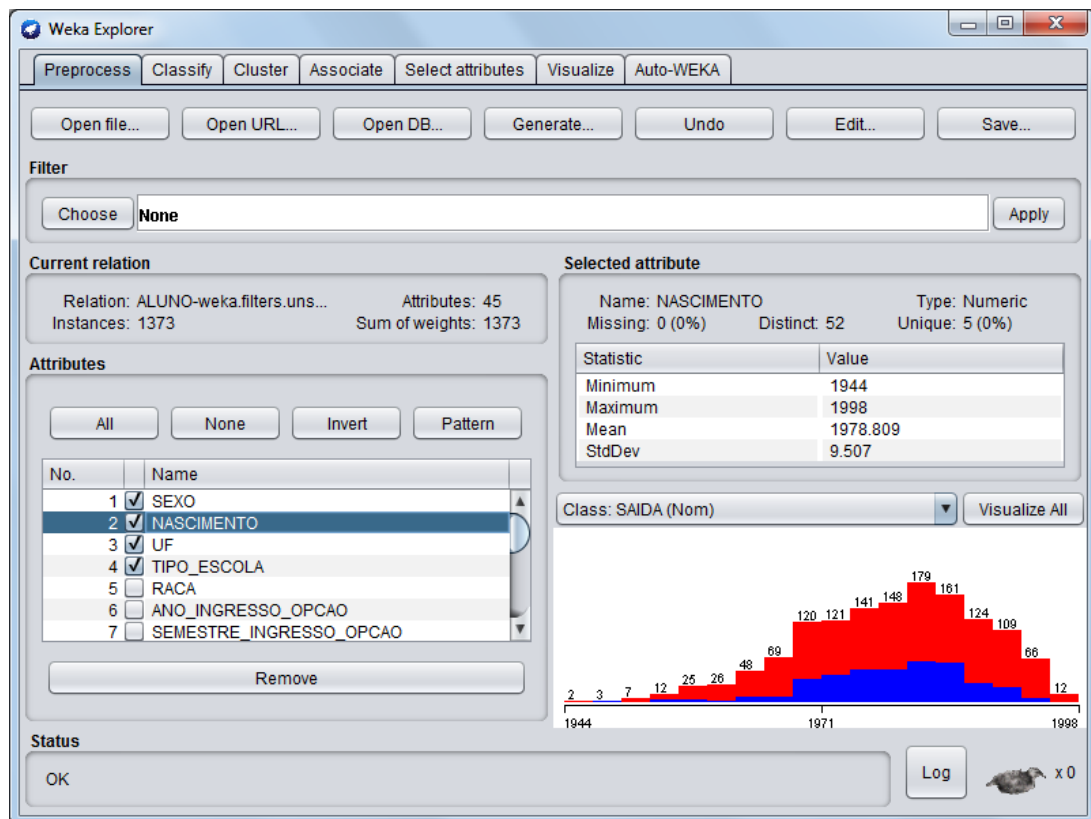 Weka Explorer
Preprocess Classify Cluster Associate Select attributes Visualize Auto-WEKA
Open file... Open URL... Open DB... Generate... Undo Edit... Save...
Filter
Choose None Apply
Current relation
Relation: ALUNO-weka.filters.uns... Attributes: 45
Instances: 1373 Sum of weights: 1373
Attributes
All None Invert Pattern
No. Name
1 SEXO
2 NASCIMENTO
3 UF
4 TIPO_ESCOLA
5 RACA
6 ANO_INGRESSO_OPCAO
7 SEMESTRE_INGRESSO_OPCAO
Remove
Selected attribute
Name: NASCIMENTO Type: Numeric
Missing: 0 (0%) Distinct: 52 Unique: 5 (0%)
Statistic Value
Minimum 1944
Maximum 1998
Mean 1978.809
StdDev 9.507
Class: SAIDA (Nom) Visualize All
2 3 7 12 25 26 48 69 120 121 141 148 179 161 124 109 66 12
1944 1971 1998
Status
OK
Log x 0